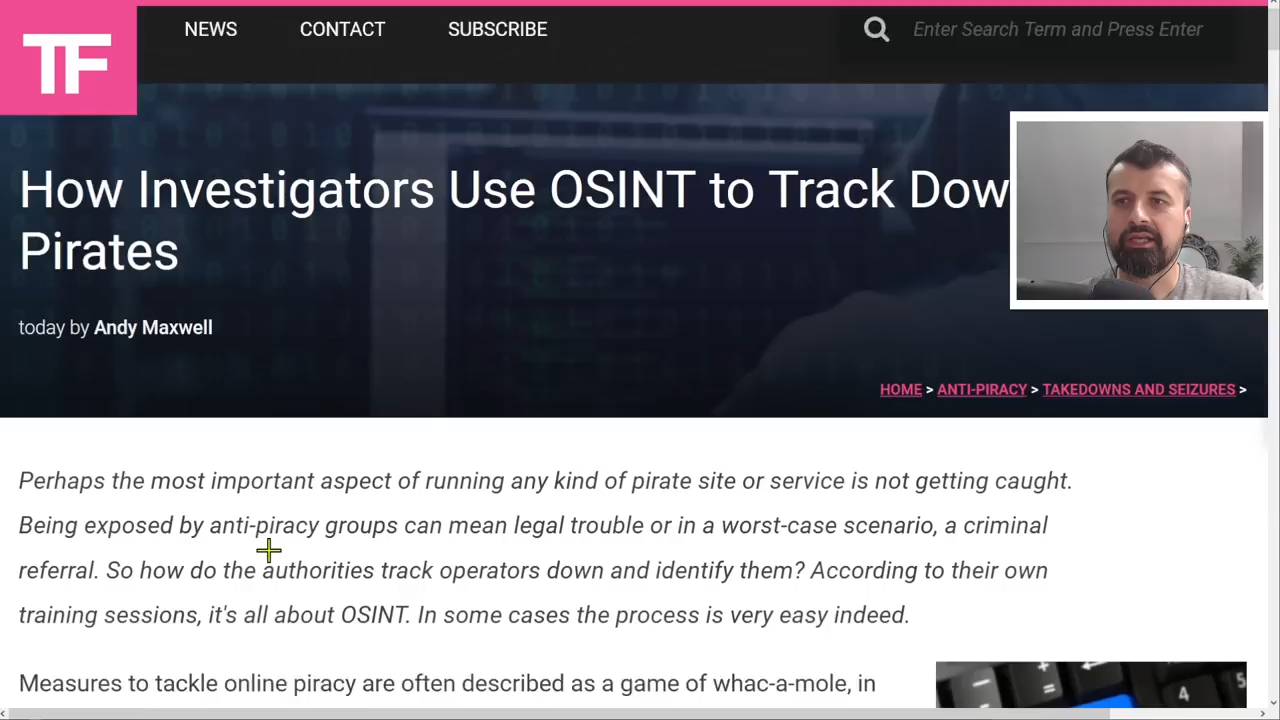 TF
NEWS CONTACT SUBSCRIBE
Enter Search Term and Press Enter
How Investigators Use OSINT to Track Dow
Pirates
today by Andy Maxwell
HOME > ANTI-PIRACY > TAKEDOWNS AND SEIZURES >
Perhaps the most important aspect of running any kind of pirate site or service is not getting caught.
Being exposed by anti-piracy groups can mean legal trouble or in a worst-case scenario, a criminal
referral. So how do the authorities track operators down and identify them? According to their own
training sessions, it's all about OSINT. In some cases the process is very easy indeed.
Measures to tackle online piracy are often described as a game of whac-a-mole, in
4
5